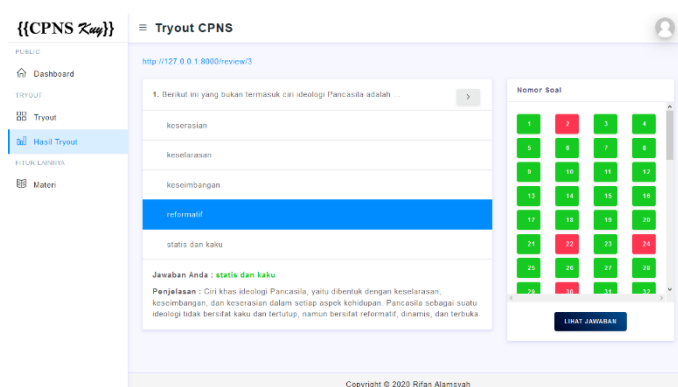 {{CPNS Kuy}}
≡ Tryout CPNS
PUBLIC
Dashboard
TRYOUT
Tryout
Hasil Tryout
FITUR LAINNYA
Materi
http://127.0.0.1:8000/review/3
1. Berikut ini yang bukan termasuk ciri ideologi Pancasila adalah ...
>
keserasian
keselarasan
keseimbangan
reformatif
statis dan kaku
Jawaban Anda : statis dan kaku
Penjelasan : Ciri khas ideologi Pancasila, yaitu dibentuk dengan keselarasan,
keseimbangan, dan keserasian dalam setiap aspek kehidupan. Pancasila sebagai suatu
ideologi tidak bersifat kaku dan tertutup, namun bersifat reformatif, dinamis, dan terbuka.
Nomor Soal
1 2 3 4
5 6 7 8
9 10 11 12
13 14 15 16
17 18 19 20
21 22 23 24
25 26 27 28
29 30 31 32
LIHAT JAWABAN
Copyright © 2020 Rifan Alamsyah